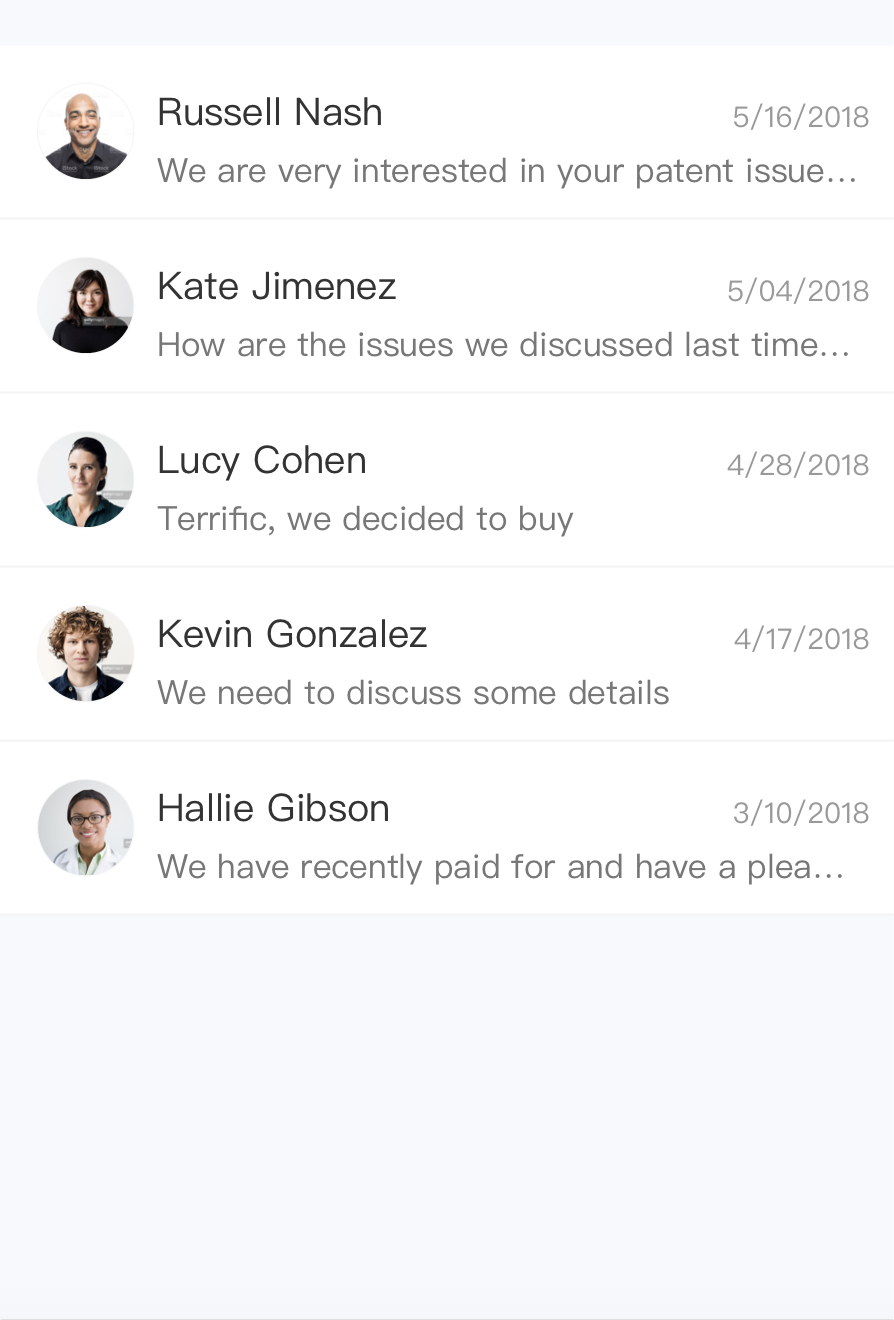 Russell Nash
5/16/2018
We are very interested in your patent issue...
Kate Jimenez
5/04/2018
How are the issues we discussed last time...
Lucy Cohen
4/28/2018
Terrific, we decided to buy
Kevin Gonzalez
4/17/2018
We need to discuss some details
Hallie Gibson
3/10/2018
We have recently paid for and have a plea...